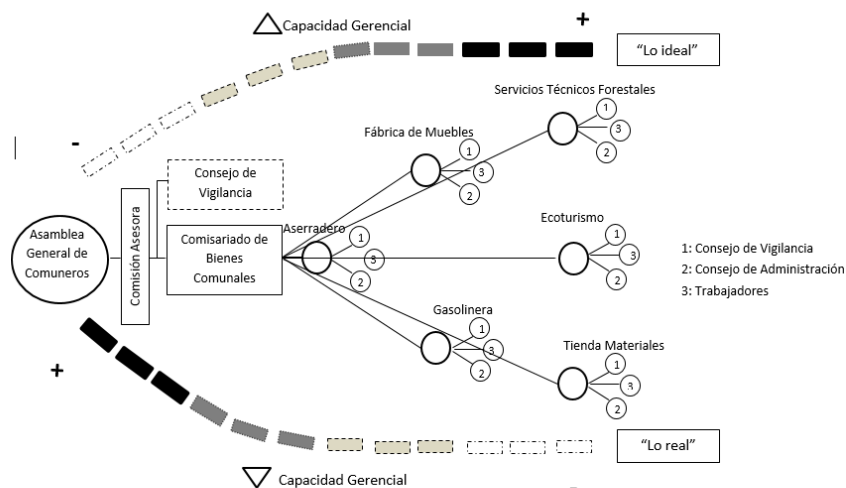 Capacidad Gerencial
+
"Lo ideal"
Servicios Técnicos Forestales
1
3
2
Fábrica de Muebles
1
3
2
-
Consejo de
Vigilancia
Asamblea
General de
Comuneros
Comisión Asesora
Comisariado de
Bienes
Comunales
Aserradero
1
3
2
Ecoturismo
1
3
2
1: Consejo de Vigilancia
2: Consejo de Administración
3: Trabajadores
Gasolinera
1
3
2
Tienda Materiales
1
3
2
+
"Lo real"
Capacidad Gerencial
-